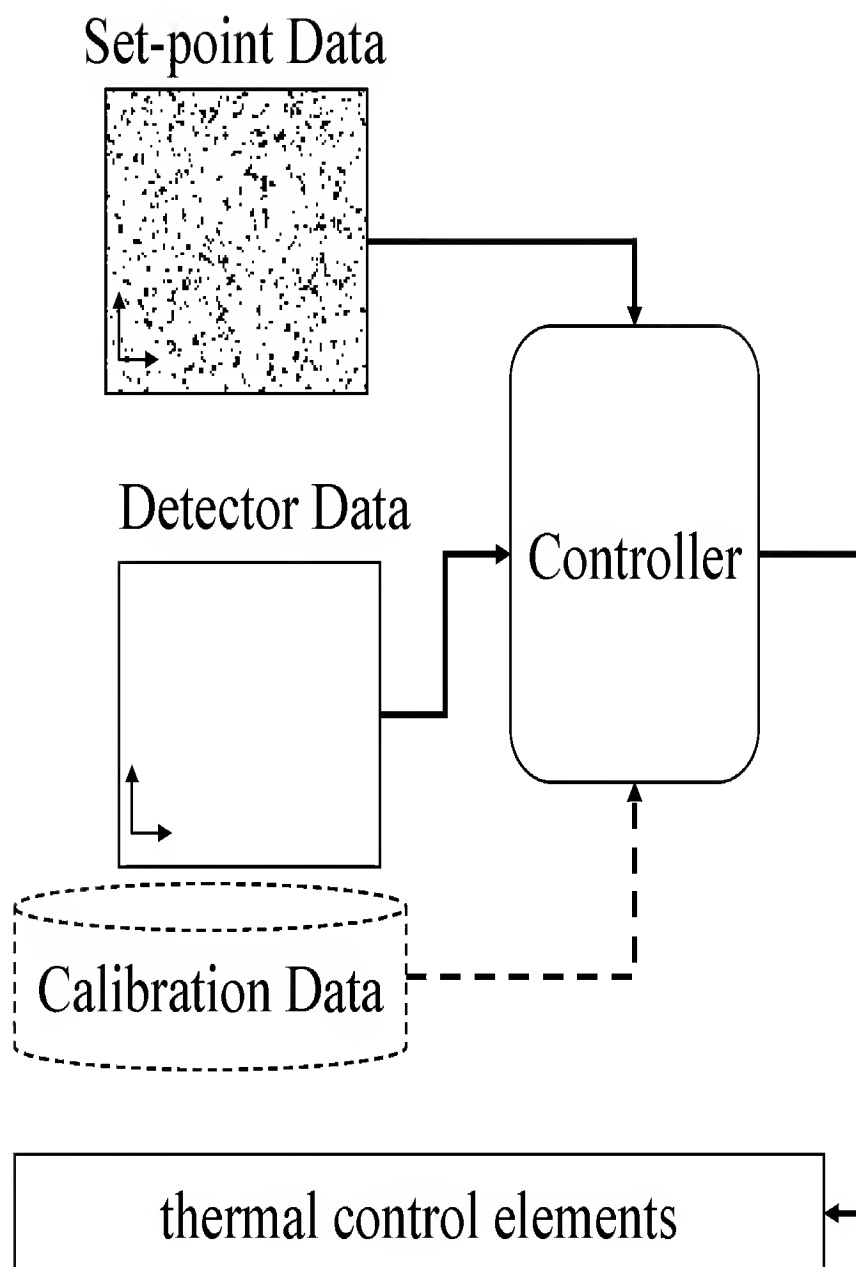 Set-point Data
Detector Data
Controller
Calibration Data
thermal control elements